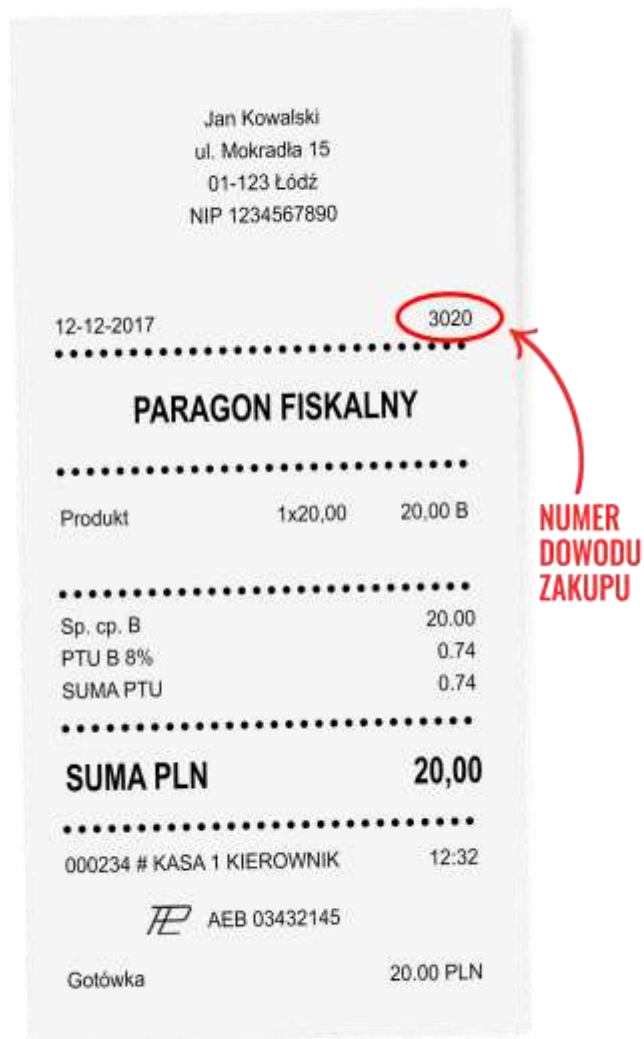 Jan Kowalski
ul. Mokradła 15
01-123 Łódź
NIP 1234567890
12-12-2017 3020
PARAGON FISKALNY
Produkt 1x20,00 20,00 B
Sp. cp. B 20.00
PTU B 8% 0.74
SUMA PTU 0.74
SUMA PLN 20,00
000234 # KASA 1 KIEROWNIK 12:32
AEB 03432145
Gotówka 20.00 PLN
NUMER
DOWODU
ZAKUPU